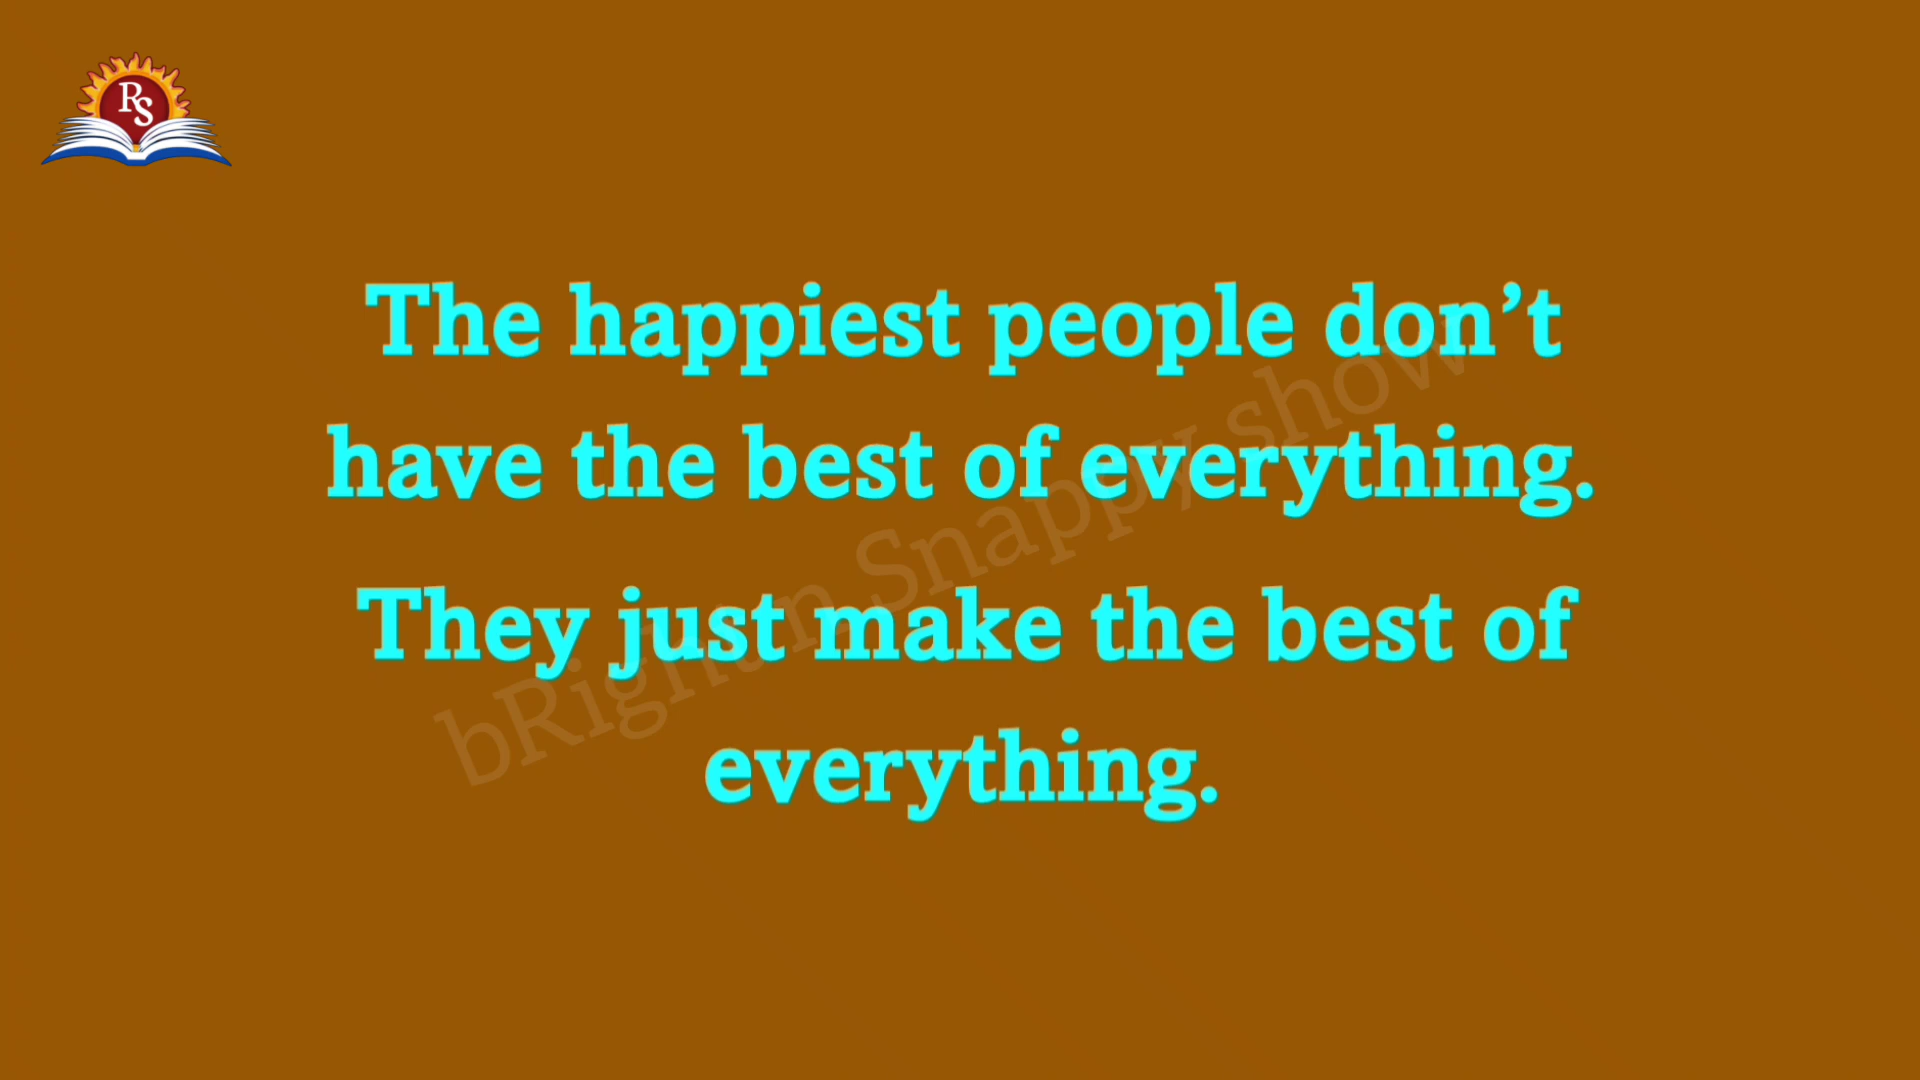 RS
The happiest people don’t
have the best of everything.
They just make the best of
everything.
bRight n Snappy show